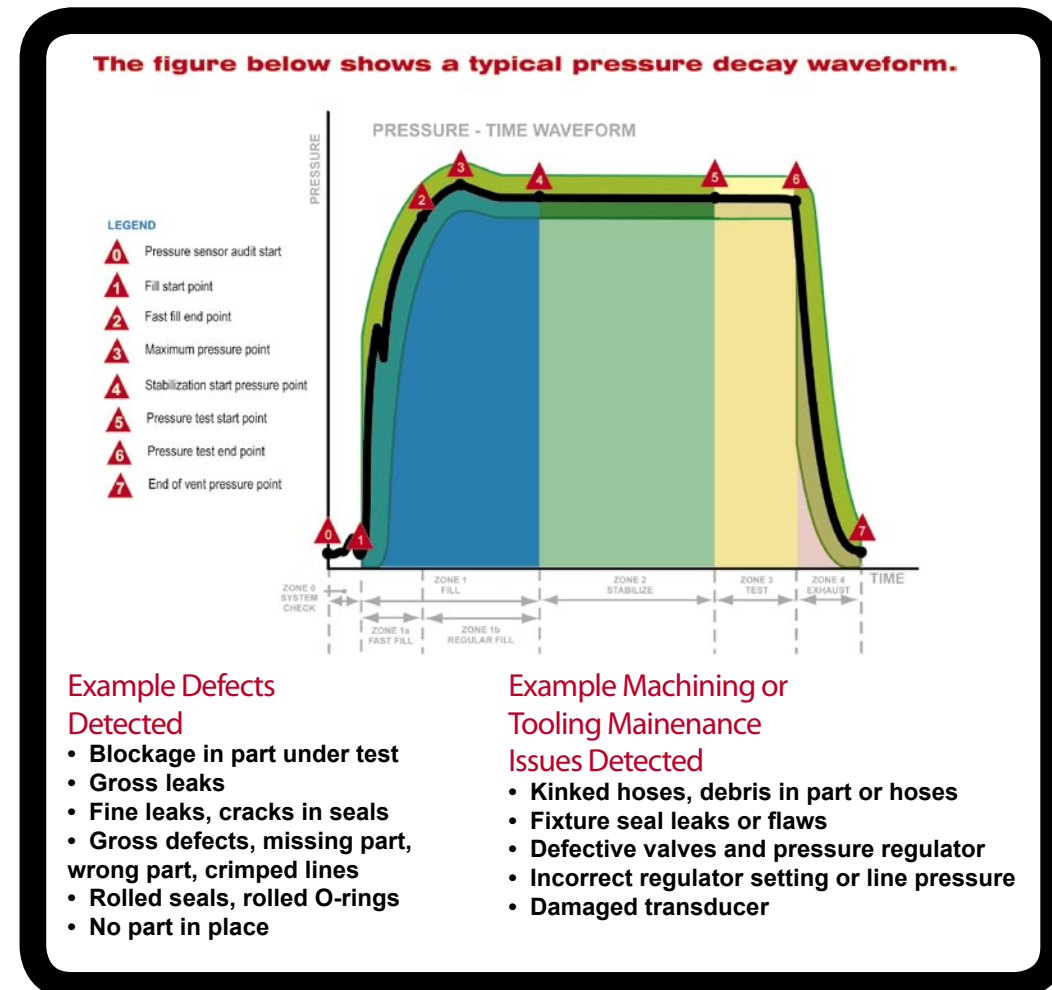 The figure below shows a typical pressure decay waveform.
PRESSURE - TIME WAVEFORM
PRESSURE
LEGEND
0 Pressure sensor audit start
1 Fill start point
2 Fast fill end point
3 Maximum pressure point
4 Stabilization start pressure point
5 Pressure test start point
6 Pressure test end point
7 End of vent pressure point
0
1
2
3
4
5
6
7
TIME
ZONE 0
SYSTEM
CHECK
ZONE 1
FILL
ZONE 2
STABILIZE
ZONE 3
TEST
ZONE 4
EXHAUST
ZONE 1a
FAST FILL
ZONE 1b
REGULAR FILL
Example Defects
Detected
• Blockage in part under test
• Gross leaks
• Fine leaks, cracks in seals
• Gross defects, missing part,
wrong part, crimped lines
• Rolled seals, rolled O-rings
• No part in place
Example Machining or
Tooling Mainenance
Issues Detected
• Kinked hoses, debris in part or hoses
• Fixture seal leaks or flaws
• Defective valves and pressure regulator
• Incorrect regulator setting or line pressure
• Damaged transducer